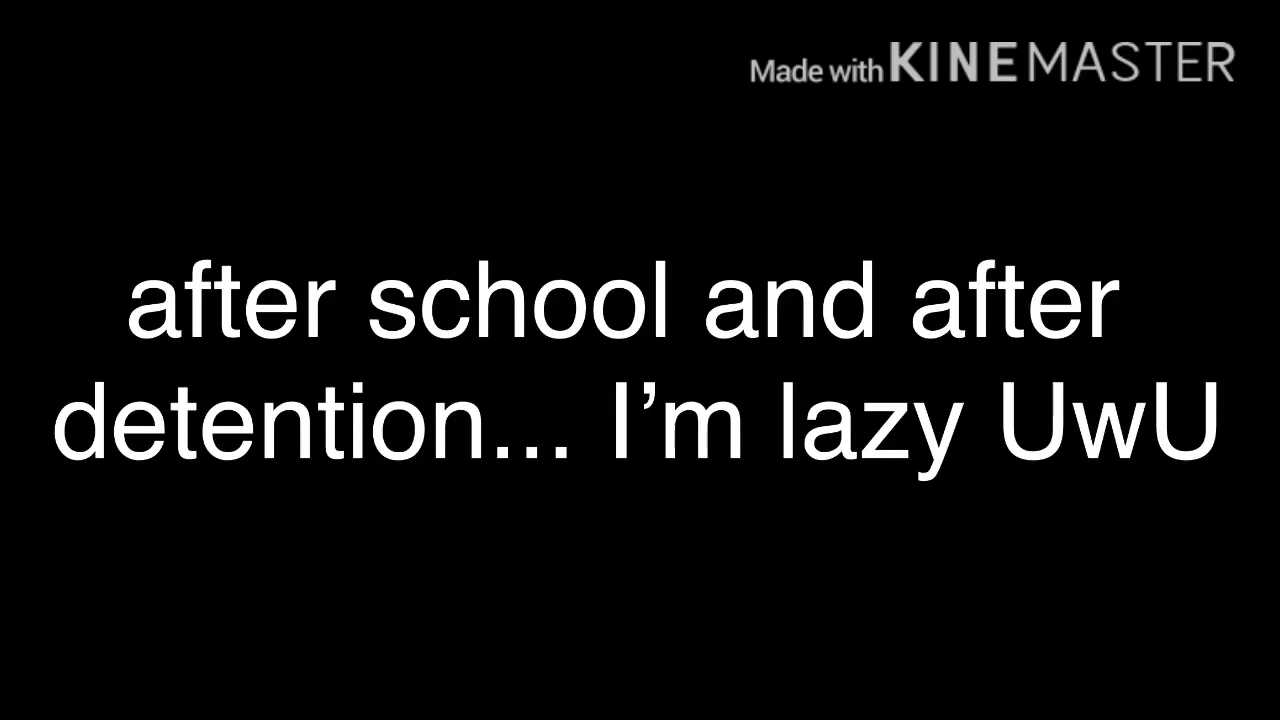 Made with KINEMASTER
after school and after
detention... I’m lazy UwU